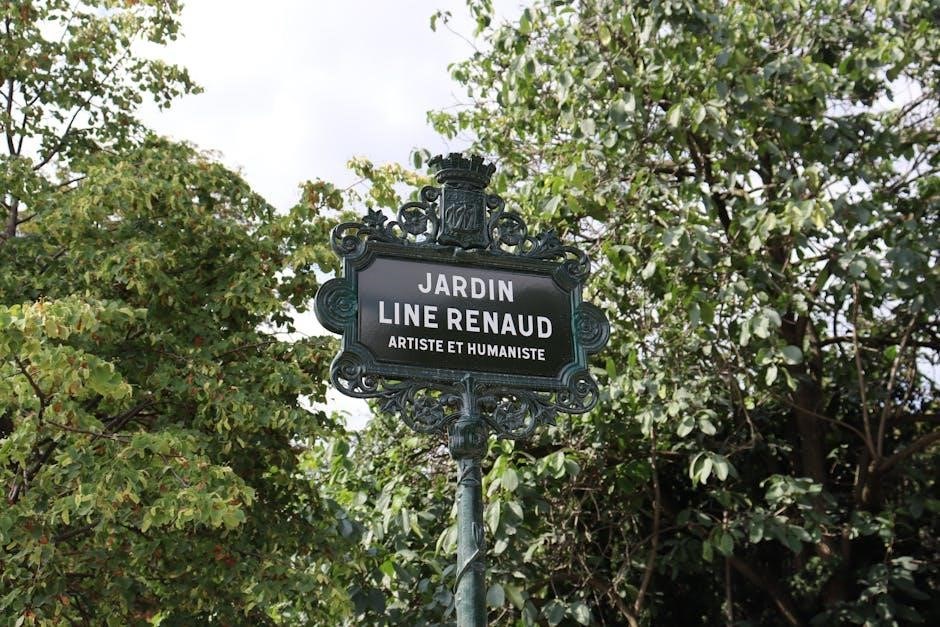 JARDIN
LINE RENAUD
ARTISTE ET HUMANISTE